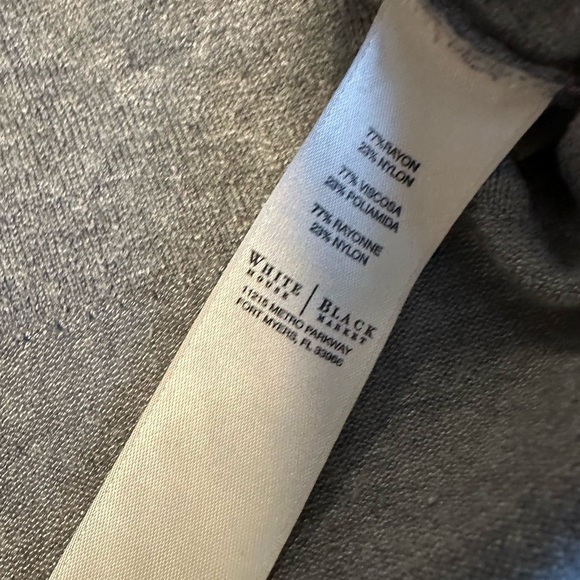 77% RAYON
23% NYLON
77% VISCOSA
23% POLIAMIDA
77% RAYONNE
23% NYLON
WHITE HOUSE | BLACK MARKET
11215 METRO PARKWAY
FORT MYERS, FL 33966